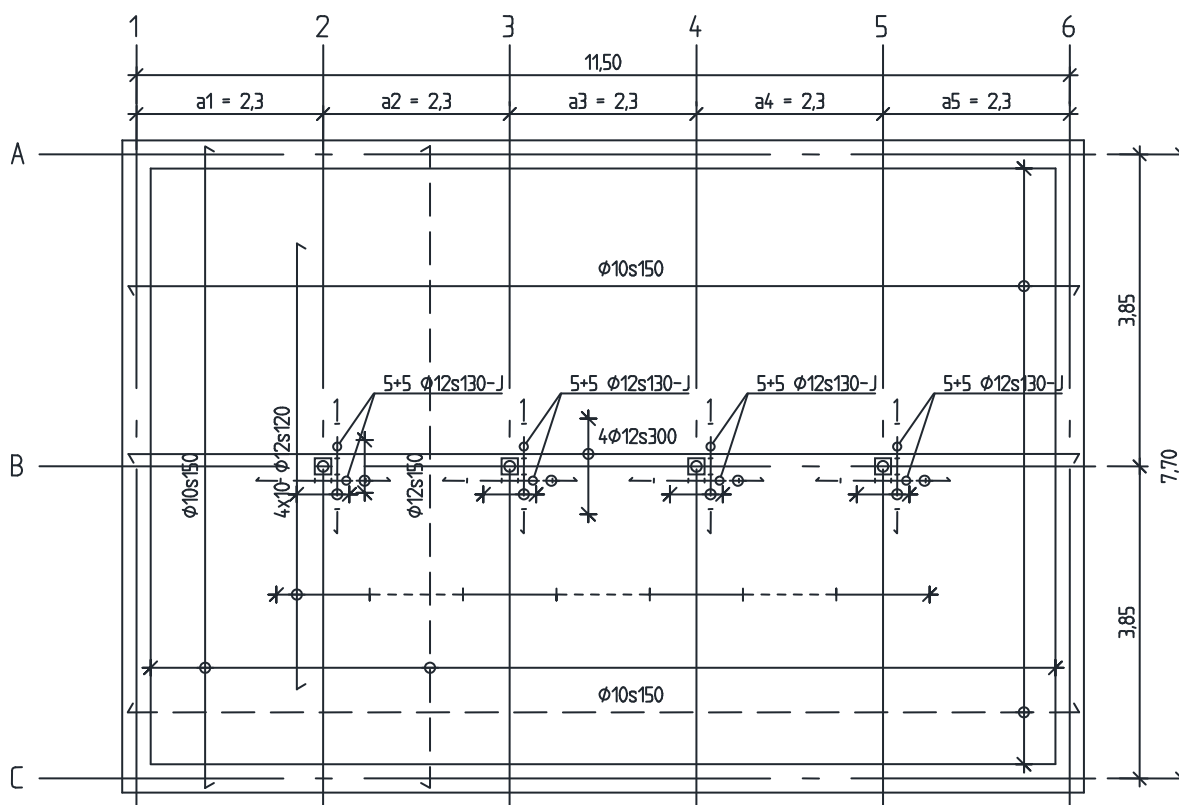 1 2 3 4 5 6
11,50
a1 = 2,3 a2 = 2,3 a3 = 2,3 a4 = 2,3 a5 = 2,3
A
ϕ10s150
3,85
5+5 ϕ12s130-J 5+5 ϕ12s130-J 5+5 ϕ12s130-J 5+5 ϕ12s130-J
4ϕ12s300
B
ϕ10s150
4x10 ϕ12s120
ϕ12s150
7,70
3,85
ϕ10s150
C